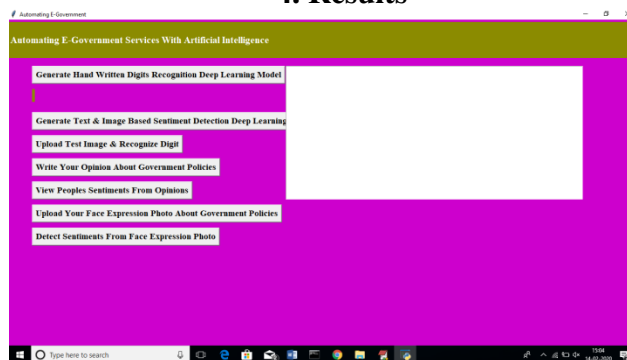 4. Results
Automating E-Government
Automating E-Government Services With Artificial Intelligence
Generate Hand Written Digits Recognition Deep Learning Model
Generate Text & Image Based Sentiment Detection Deep Learning
Upload Test Image & Recognize Digit
Write Your Opinion About Government Policies
View Peoples Sentiments From Opinions
Upload Your Face Expression Photo About Government Policies
Detect Sentiments From Face Expression Photo
Type here to search
15:04
14-02-2020